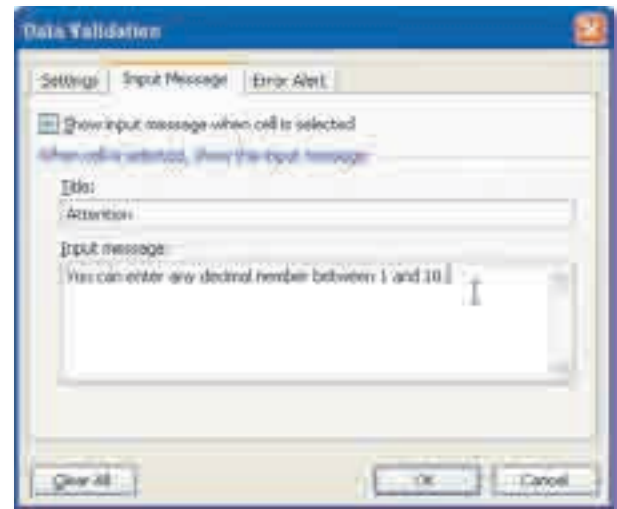 Data Validation
Settings Input Message Error Alert
Show input message when cell is selected
When cell is selected, show this input message:
Title:
Attention
Input message:
You can enter any decimal number between 1 and 10.
Clear All OK Cancel